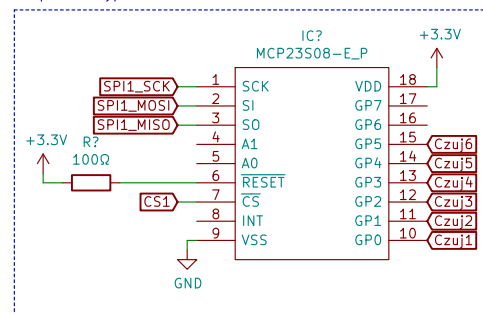 IC?
MCP23S08-E_P
+3.3V
SPI1_SCK 1 SCK VDD 18
SPI1_MOSI 2 SI GP7 17
SPI1_MISO 3 SO GP6 16
4 A1 GP5 15 Czuj6
+3.3V R? 100Ω
5 A0 GP4 14 Czuj5
6 RESET GP3 13 Czuj4
CS1 7 CS GP2 12 Czuj3
8 INT GP1 11 Czuj2
9 VSS GP0 10 Czuj1
GND